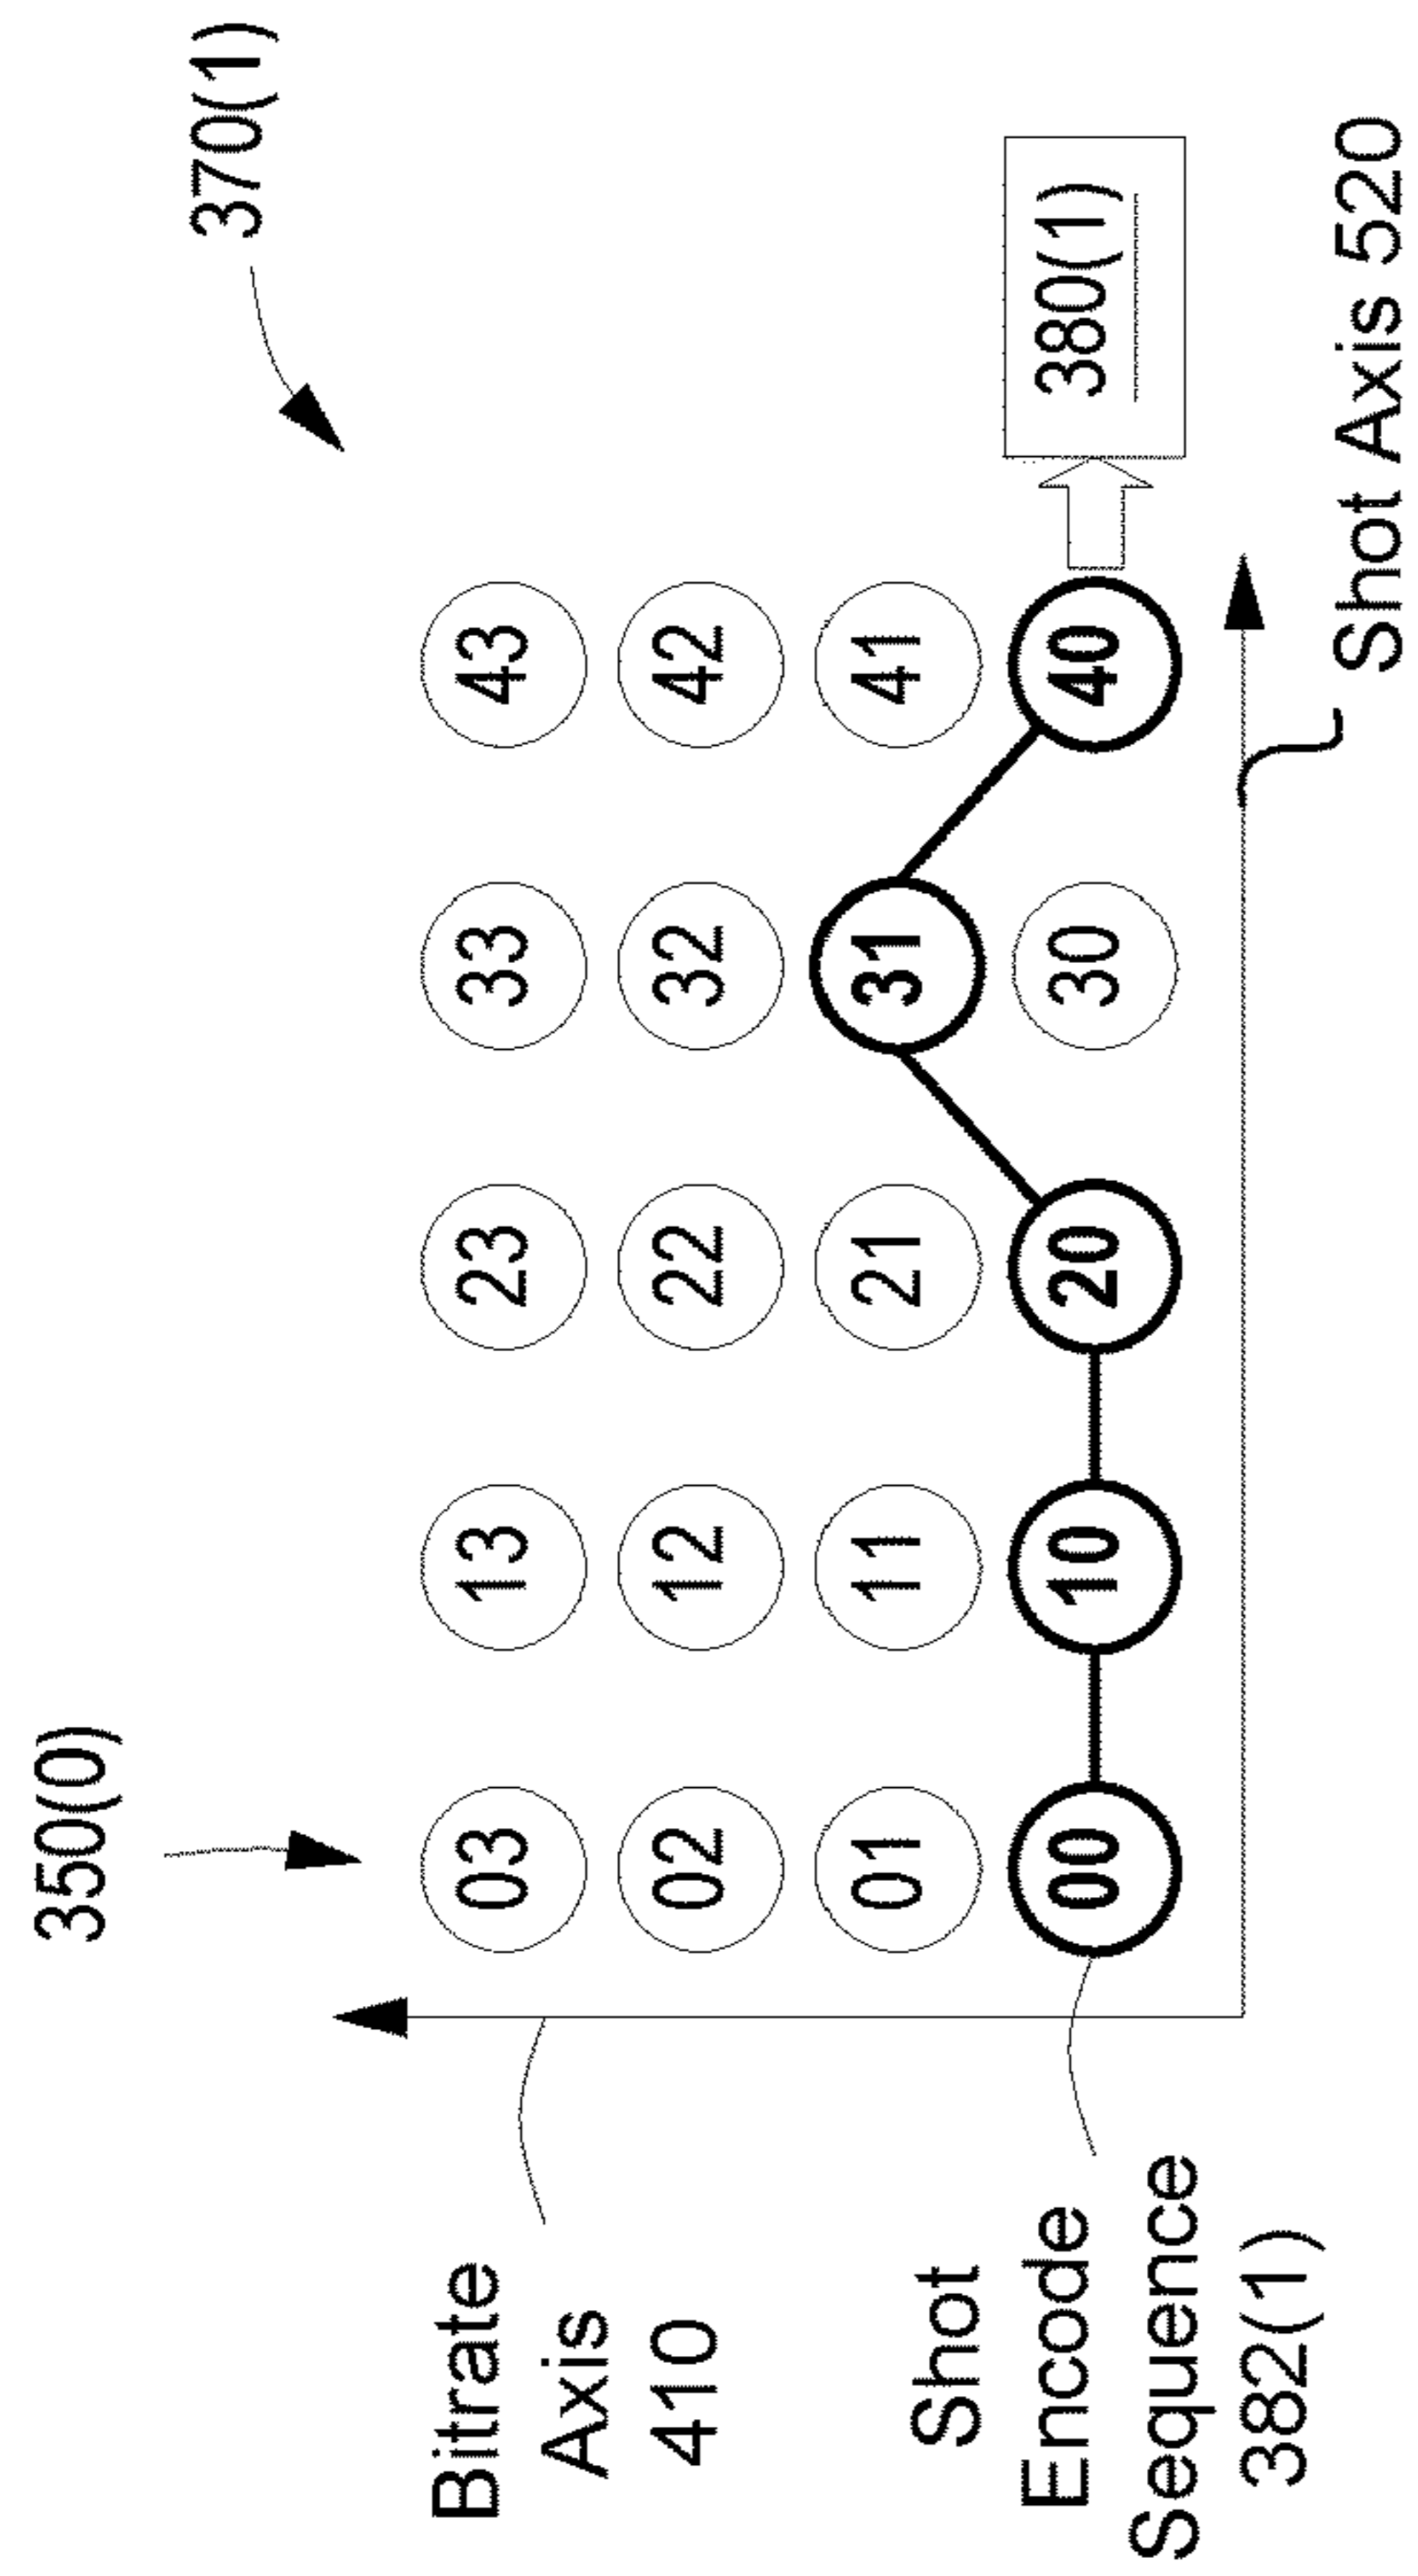 350(0)
370(1)
Bitrate
Axis
410
03 13 23 33 43
02 12 22 32 42
01 11 21 31 41
00 10 20 30 40
380(1)
Shot
Encode
Sequence
382(1)
Shot Axis 520